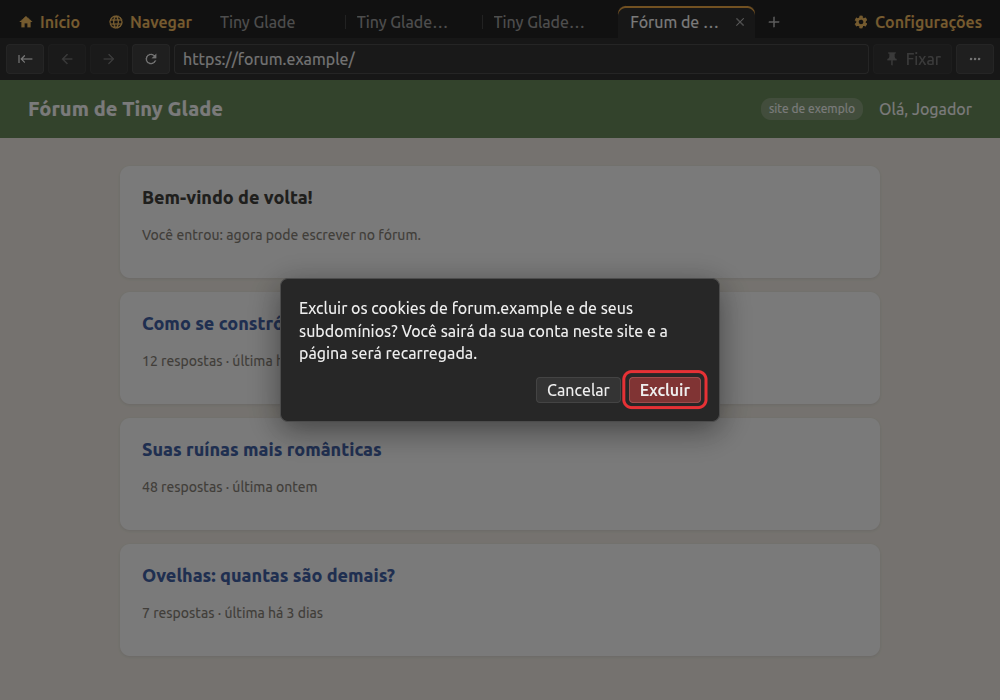 Início
Navegar
Tiny Glade
Tiny Glade…
Tiny Glade…
Fórum de …
Configurações
https://forum.example/
Fixar
Fórum de Tiny Glade
site de exemplo
Olá, Jogador
Bem-vindo de volta!
Você entrou: agora pode escrever no fórum.
Excluir os cookies de forum.example e de seus
subdomínios? Você sairá da sua conta neste site e a
página será recarregada.
Cancelar
Excluir
Como se constró
12 respostas · última h
Suas ruínas mais românticas
48 respostas · última ontem
Ovelhas: quantas são demais?
7 respostas · última há 3 dias